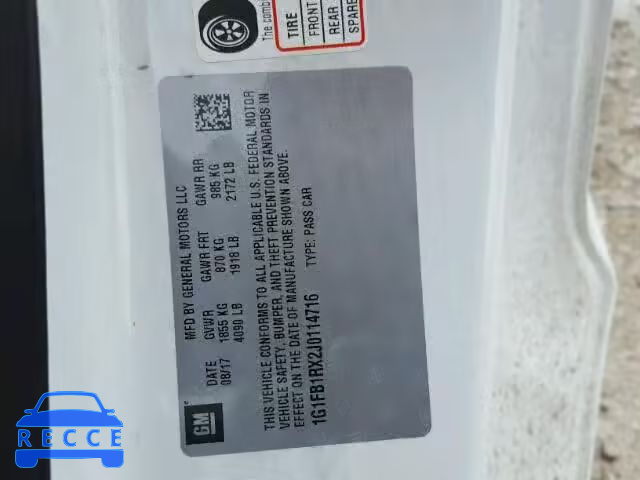 The combi
TIRE
FRONT
REAR
SPARE
MFD BY GENERAL MOTORS LLC
DATE GVWR GAWR FRT GAWR RR
08/17 1855 KG 870 KG 985 KG
4090 LB 1918 LB 2172 LB
THIS VEHICLE CONFORMS TO ALL APPLICABLE U.S. FEDERAL MOTOR
VEHICLE SAFETY, BUMPER, AND THEFT PREVENTION STANDARDS IN
EFFECT ON THE DATE OF MANUFACTURE SHOWN ABOVE.
1G1FB1RX2J0114716 TYPE: PASS CAR
GM
RECCE